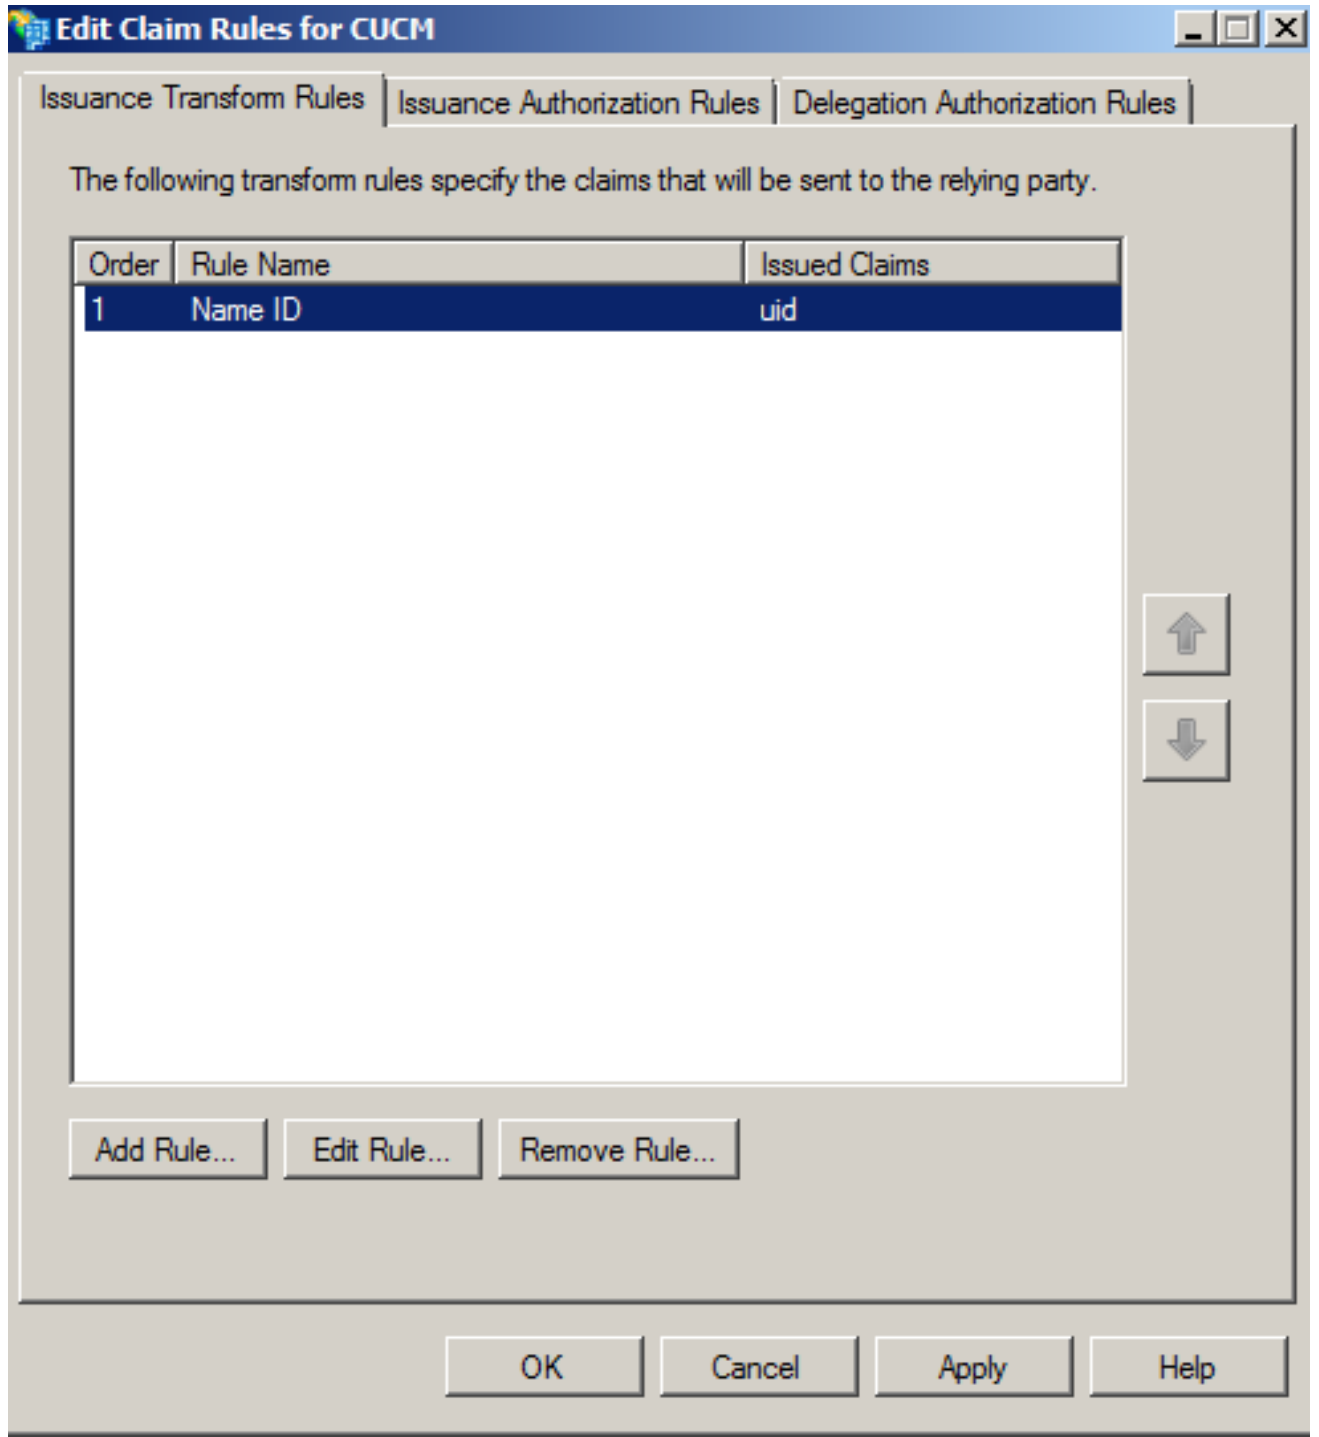 Edit Claim Rules for CUCM
Issuance Transform Rules Issuance Authorization Rules Delegation Authorization Rules
The following transform rules specify the claims that will be sent to the relying party.
Order Rule Name Issued Claims
1 Name ID uid
Add Rule... Edit Rule... Remove Rule...
OK Cancel Apply Help